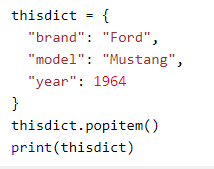 thisdict = {
  "brand": "Ford",
  "model": "Mustang",
  "year": 1964
}
thisdict.popitem()
print(thisdict)